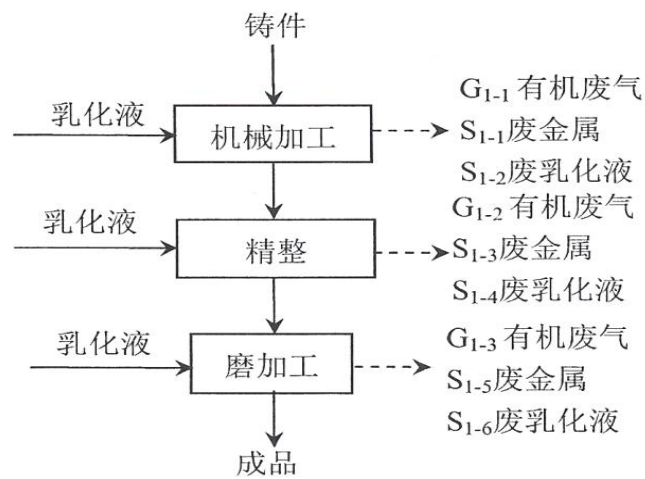 铸件
乳化液
机械加工
G1-1 有机废气
S1-1废金属
S1-2废乳化液
乳化液
精整
G1-2 有机废气
S1-3废金属
S1-4废乳化液
乳化液
磨加工
G1-3 有机废气
S1-5废金属
S1-6废乳化液
成品